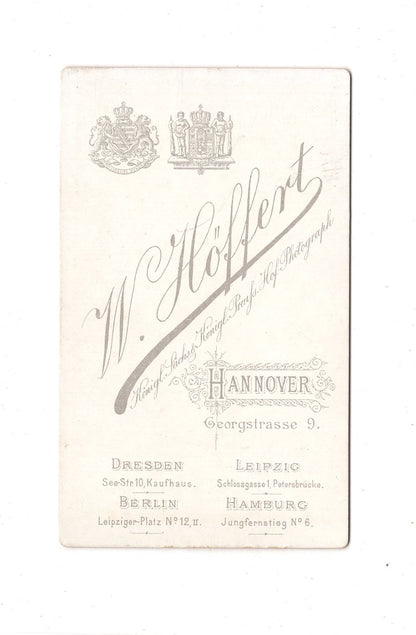 W. Höffert
Königl. Sächs. & Königl. Preuſs. Hof-Photograph
HANNOVER
Georgstrasse 9.
DRESDEN
See-Str. 10, Kaufhaus.
LEIPZIG
Schlossgasse 1, Petersbrücke.
BERLIN
Leipziger-Platz No 12, II.
HAMBURG
Jungfernstieg No 6.